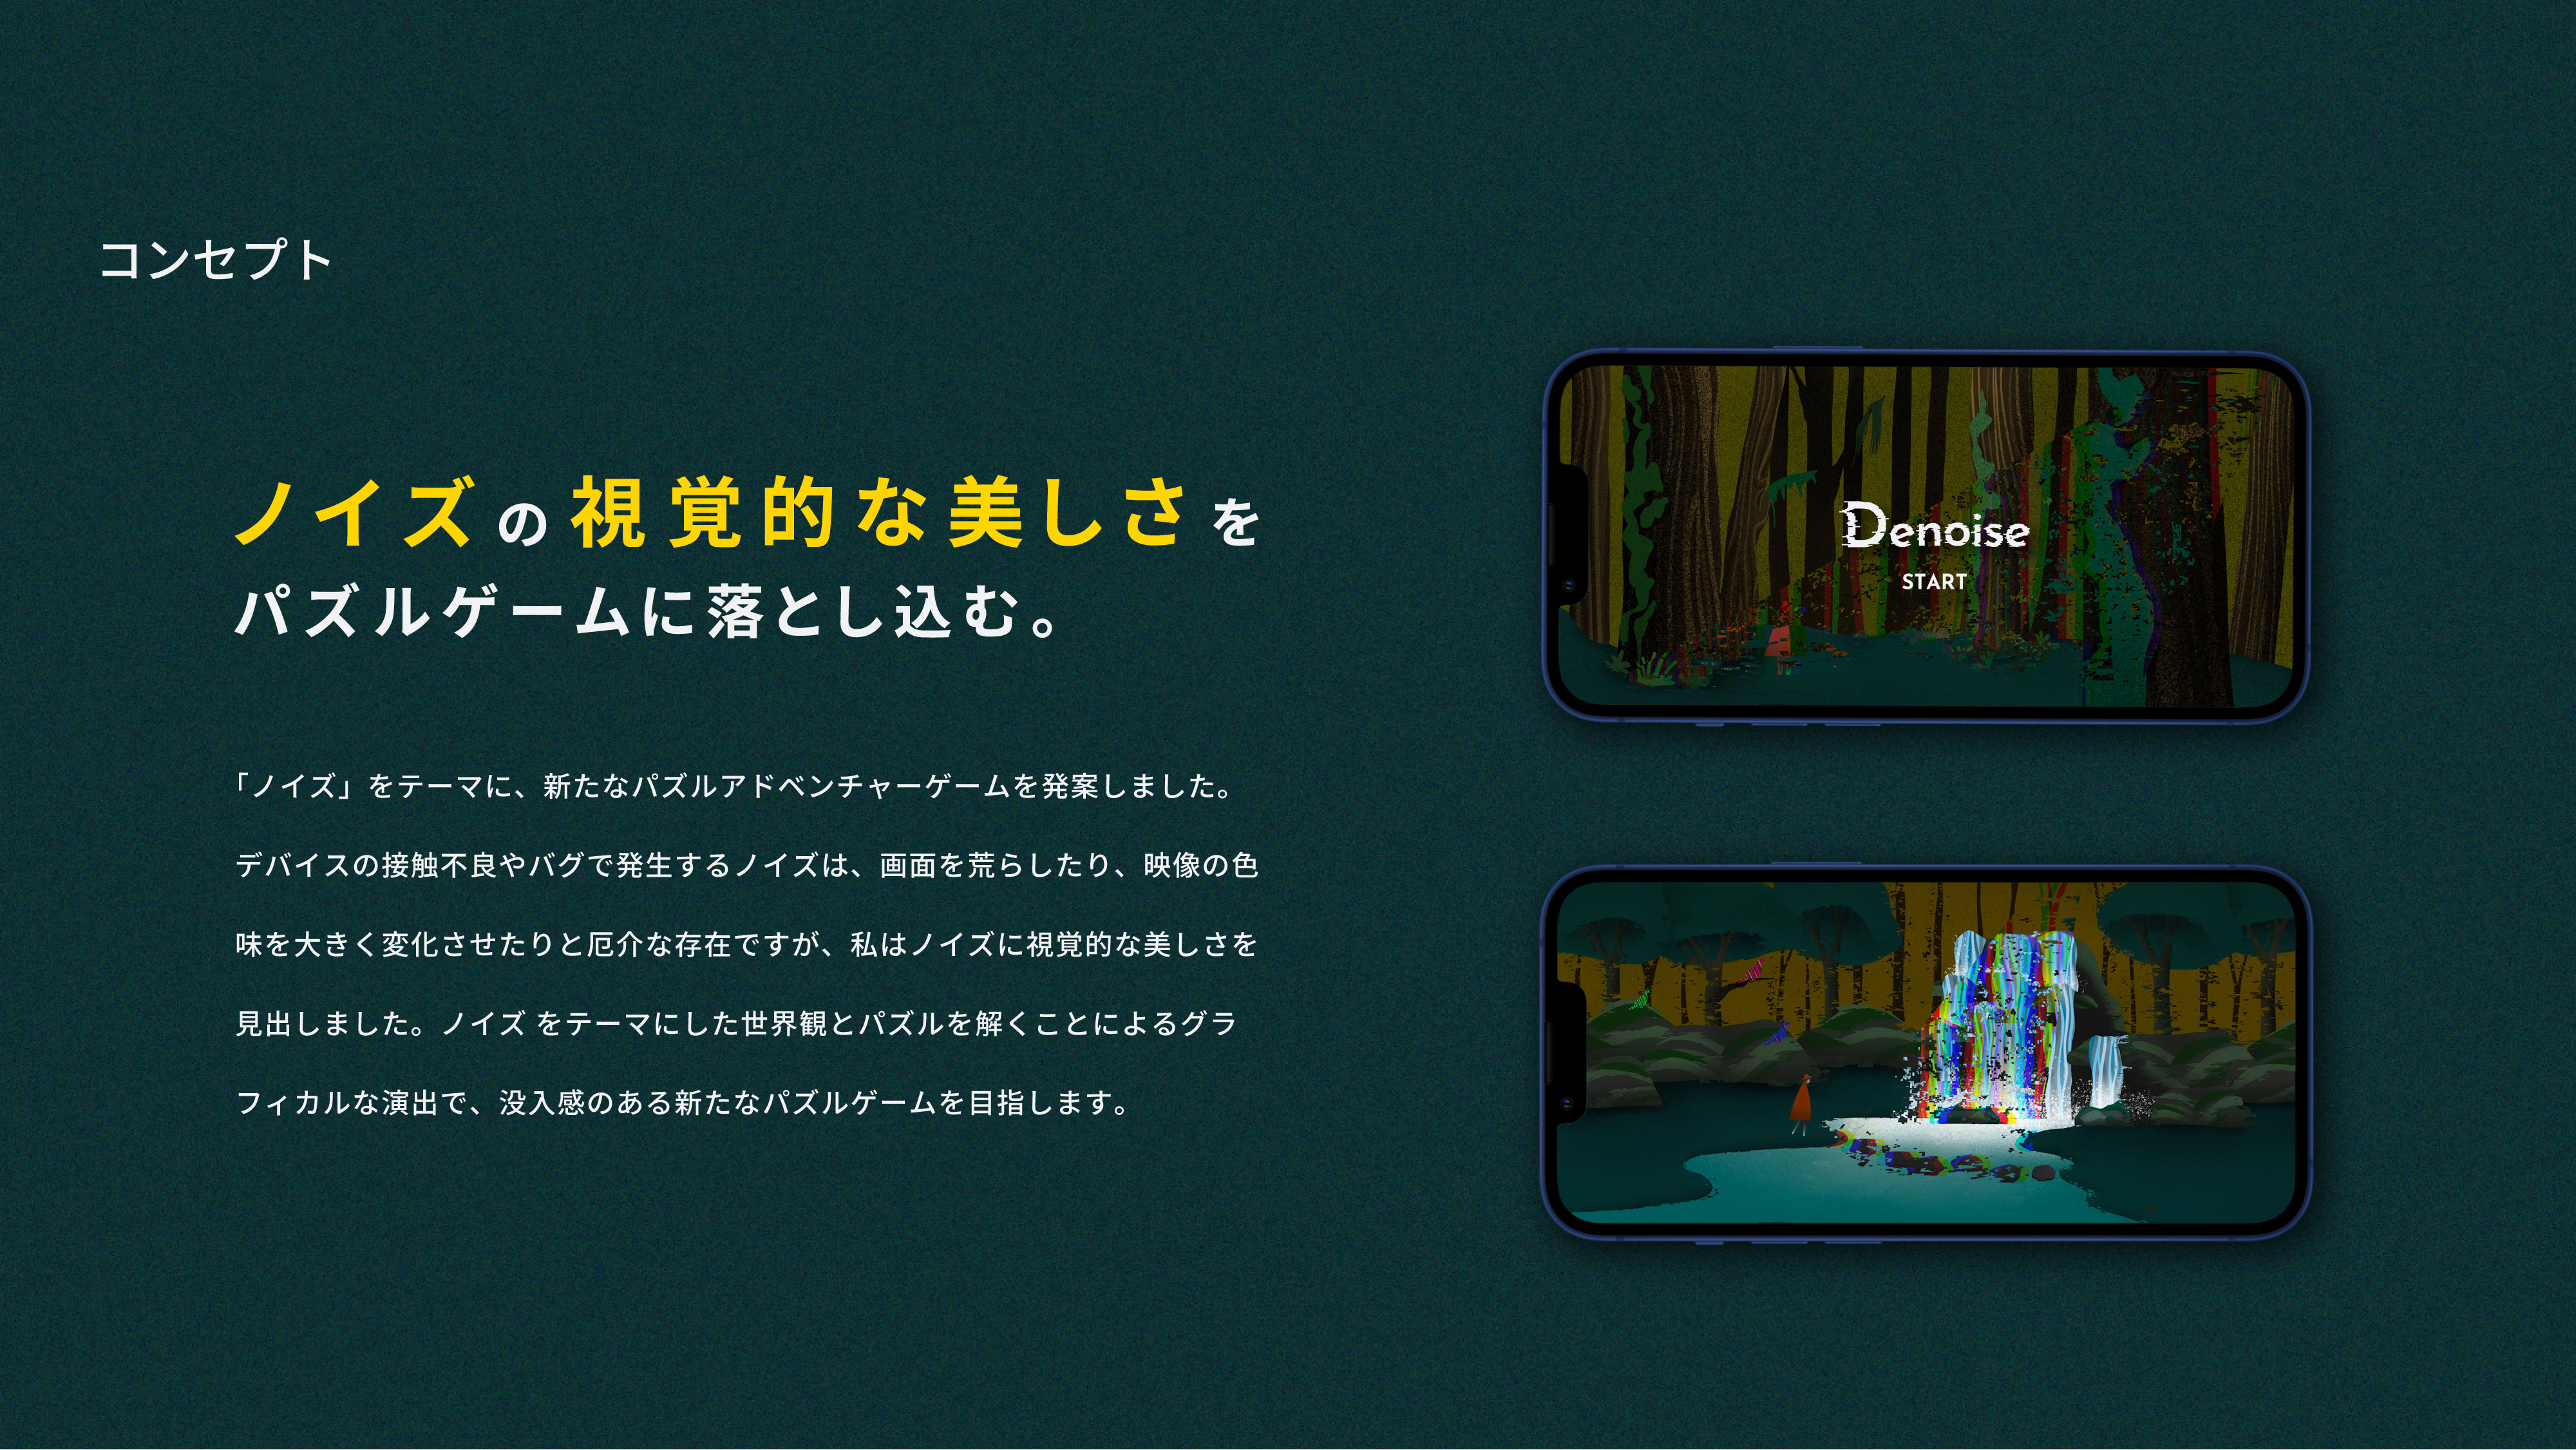 コンセプト
ノイズの視覚的な美しさを
パズルゲームに落とし込む。
「ノイズ」をテーマに、新たなパズルアドベンチャーゲームを発案しました。
デバイスの接触不良やバグで発生するノイズは、画面を荒らしたり、映像の色
味を大きく変化させたりと厄介な存在ですが、私はノイズに視覚的な美しさを
見出しました。ノイズ をテーマにした世界観とパズルを解くことによるグラ
フィカルな演出で、没入感のある新たなパズルゲームを目指します。
Denoise
START